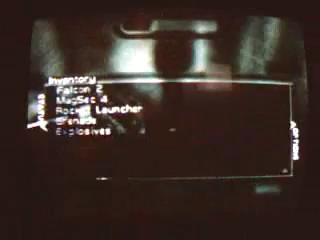 Inventory
Falcon 2
MagSec 4
Rocket Launcher
Grenade
Explosives